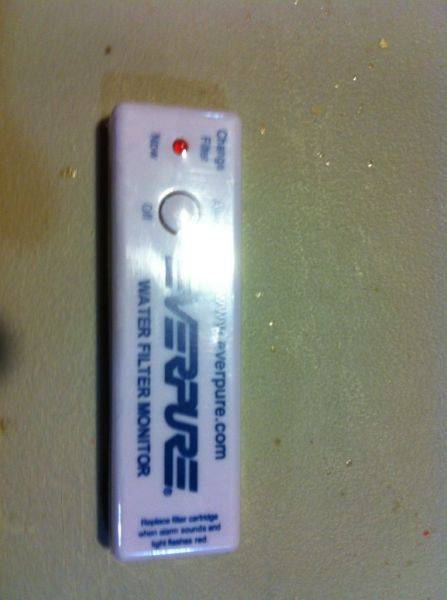 Change
Filter
Now
Off
www.everpure.com
EVERPURE®
WATER FILTER MONITOR
Replace filter cartridge
when alarm sounds and
light flashes red